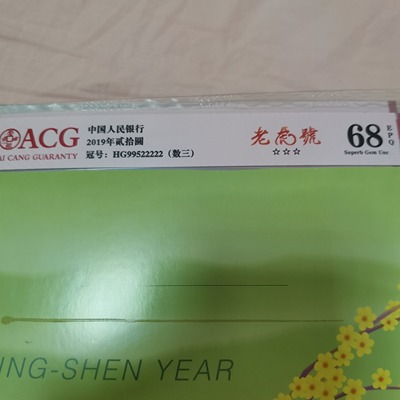 ACG
AI CANG GUARANTY
中国人民银行
2019年贰拾圆
冠号：HG99522222（数三）
老虎號
☆☆☆
68 EPQ
Superb Gem Unc
NG-SHEN YEAR